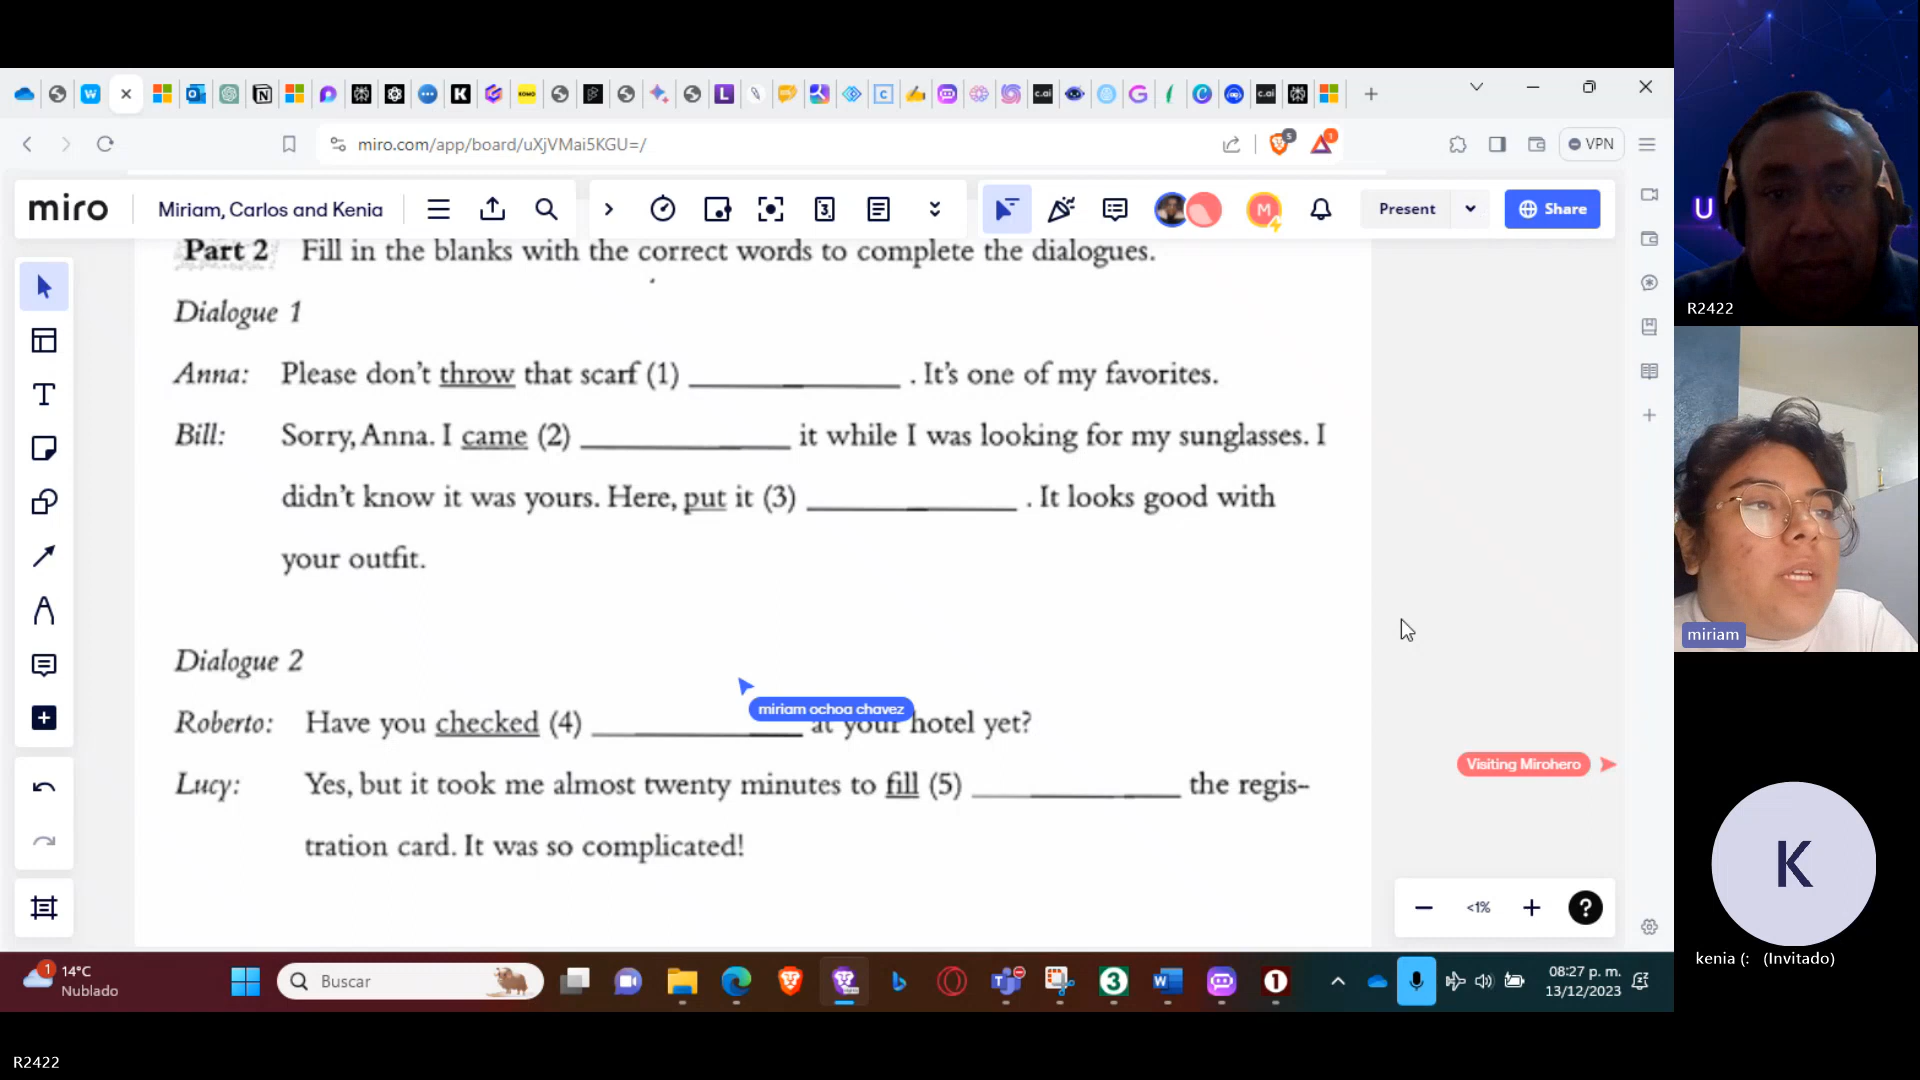 miro.com/app/board/uXjVMai5KGU=/
VPN
miro
Miriam, Carlos and Kenia
M
Present
Share
Part 2 Fill in the blanks with the correct words to complete the dialogues.
Dialogue 1
Anna: Please don't throw that scarf (1) ____________ . It's one of my favorites.
Bill: Sorry, Anna. I came (2) ____________ it while I was looking for my sunglasses. I
didn't know it was yours. Here, put it (3) ____________ . It looks good with
your outfit.
Dialogue 2
miriam ochoa chavez
Roberto: Have you checked (4) ____________ at your hotel yet?
Visiting Mirohero
Lucy: Yes, but it took me almost twenty minutes to fill (5) ____________ the regis-
tration card. It was so complicated!
<1%
14°C
Nublado
Buscar
08:27 p. m.
13/12/2023
U
R2422
miriam
K
kenia (: (Invitado)
R2422